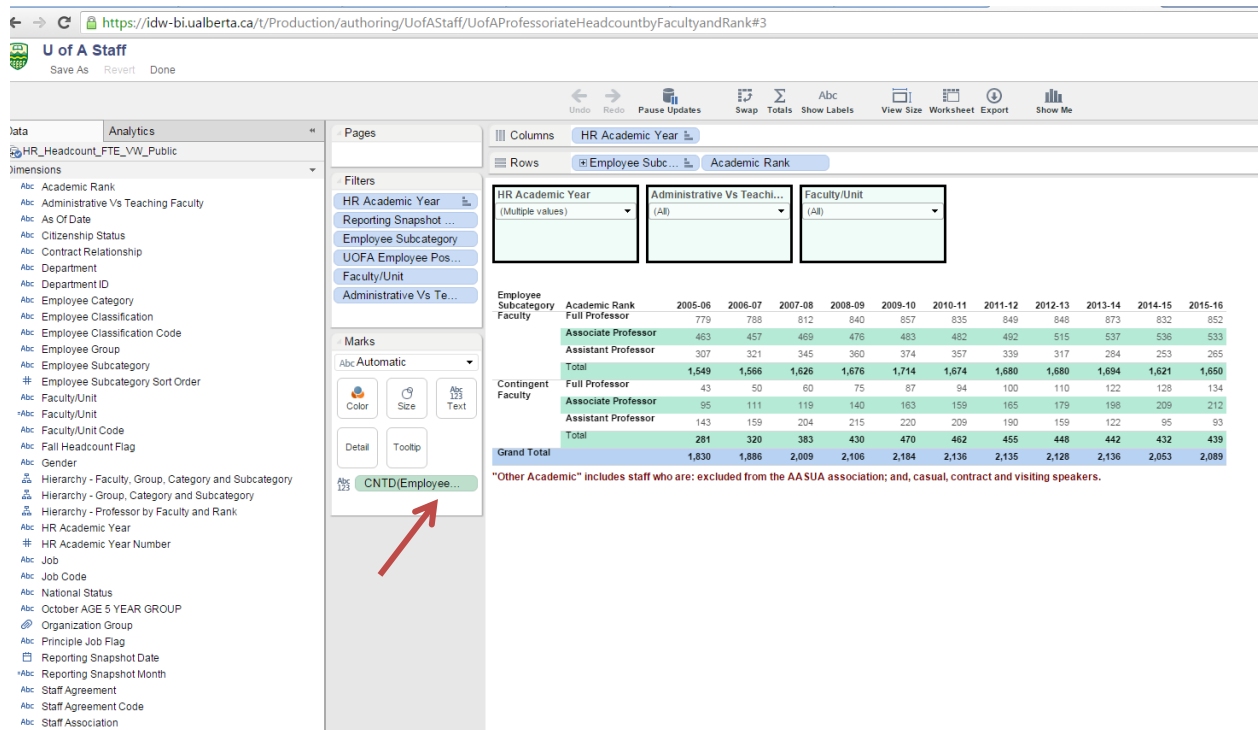 https://idw-bi.ualberta.ca/t/Production/authoring/UofAStaff/UofAProfessoriateHeadcountbyFacultyandRank#3
U of A Staff
Save As Revert Done
Undo Redo Pause Updates Swap Totals Abc Show Labels View Size Worksheet Export Show Me
Data Analytics
HR_Headcount_FTE_VW_Public
Dimensions
Abc Academic Rank
Abc Administrative Vs Teaching Faculty
Abc As Of Date
Abc Citizenship Status
Abc Contract Relationship
Abc Department
Abc Department ID
Abc Employee Category
Abc Employee Classification
Abc Employee Classification Code
Abc Employee Group
Abc Employee Subcategory
# Employee Subcategory Sort Order
Abc Faculty/Unit
=Abc Faculty/Unit
Abc Faculty/Unit Code
Abc Fall Headcount Flag
Abc Gender
Hierarchy - Faculty, Group, Category and Subcategory
Hierarchy - Group, Category and Subcategory
Hierarchy - Professor by Faculty and Rank
Abc HR Academic Year
# HR Academic Year Number
Abc Job
Abc Job Code
Abc National Status
Abc October AGE 5 YEAR GROUP
Organization Group
Abc Principle Job Flag
Reporting Snapshot Date
=Abc Reporting Snapshot Month
Abc Staff Agreement
Abc Staff Agreement Code
Abc Staff Association
Pages
Filters
HR Academic Year
Reporting Snapshot ...
Employee Subcategory
UOFA Employee Pos...
Faculty/Unit
Administrative Vs Te...
Marks
Abc Automatic
Color Size Abc 123 Text
Detail Tooltip
Abc 123 CNTD(Employee...
Columns HR Academic Year
Rows Employee Subc... Academic Rank
HR Academic Year Administrative Vs Teachi... Faculty/Unit
(Multiple values) (All) (All)
Employee
Subcategory Academic Rank 2005-06 2006-07 2007-08 2008-09 2009-10 2010-11 2011-12 2012-13 2013-14 2014-15 2015-16
Faculty Full Professor 779 788 812 840 857 835 849 848 873 832 852
Associate Professor 463 457 469 476 483 482 492 515 537 536 533
Assistant Professor 307 321 345 360 374 357 339 317 284 253 265
Total 1,549 1,566 1,626 1,676 1,714 1,674 1,680 1,680 1,694 1,621 1,650
Contingent Faculty Full Professor 43 50 60 75 87 94 100 110 122 128 134
Associate Professor 95 111 119 140 163 159 165 179 198 209 212
Assistant Professor 143 159 204 215 220 209 190 159 122 95 93
Total 281 320 383 430 470 462 455 448 442 432 439
Grand Total 1,830 1,886 2,009 2,106 2,184 2,136 2,135 2,128 2,136 2,053 2,089
"Other Academic" includes staff who are: excluded from the AASUA association; and, casual, contract and visiting speakers.